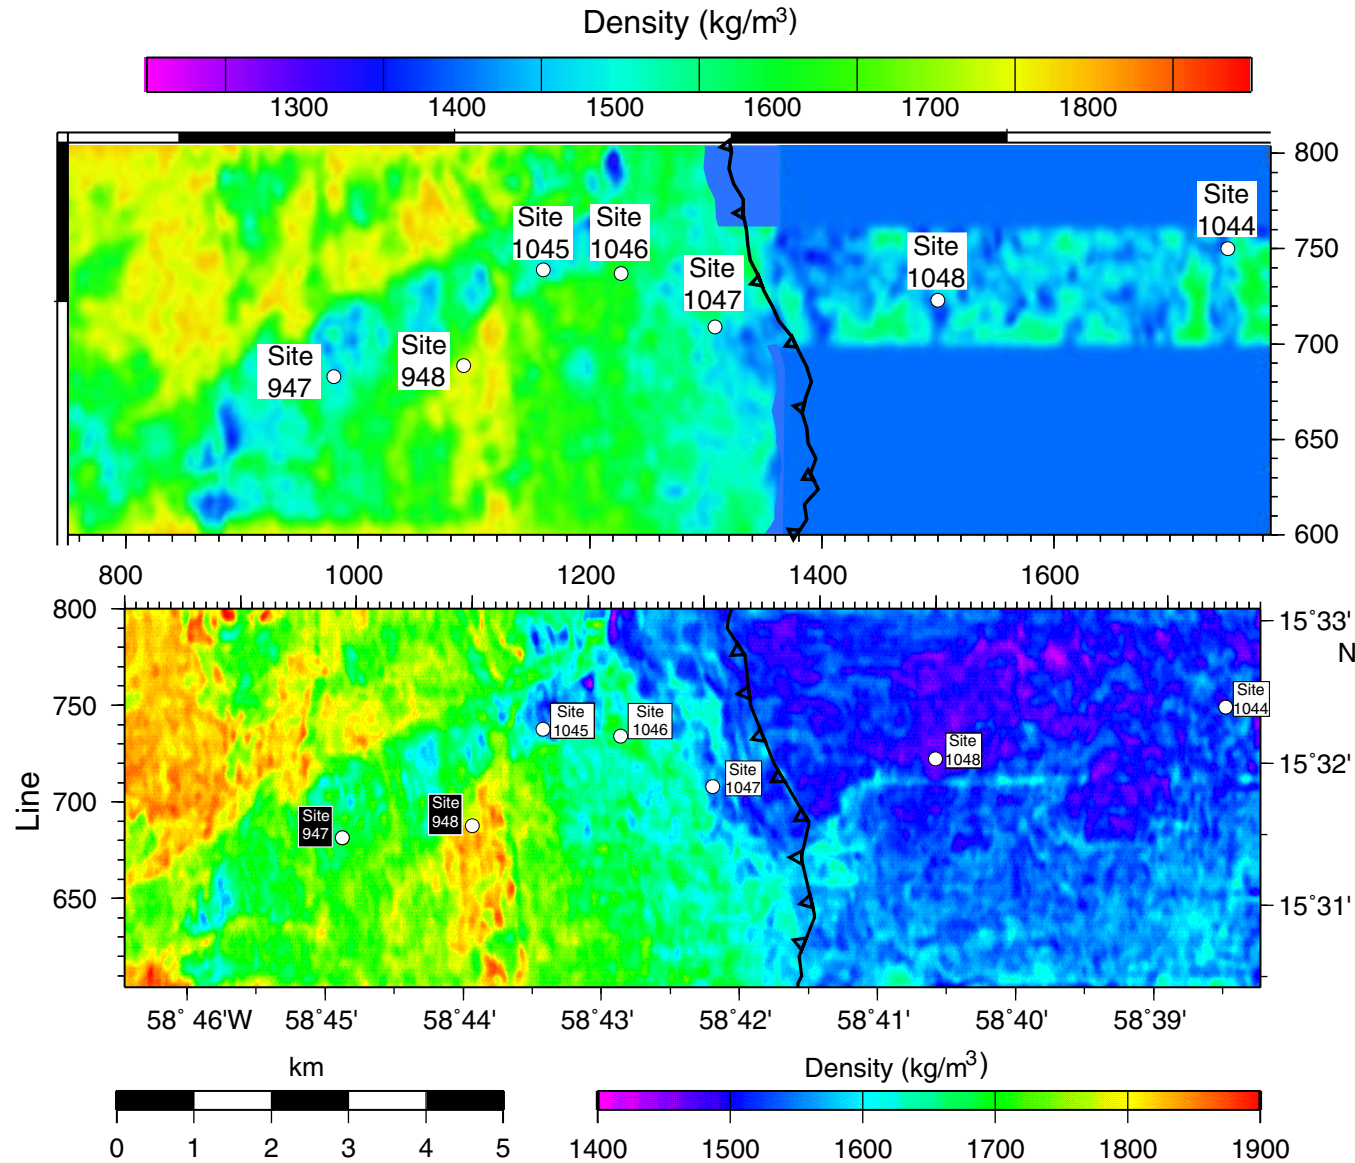 Density (kg/m³)
1300 1400 1500 1600 1700 1800
800
750
700
650
600
Site
1045
Site
1046
Site
1044
Site
1048
Site
1047
Site
947
Site
948
800 1000 1200 1400 1600
800
750
700
650
Line
15°33'
N
15°32'
15°31'
Site
1045
Site
1046
Site
1044
Site
1048
Site
1047
Site
947
Site
948
58°46'W 58°45' 58°44' 58°43' 58°42' 58°41' 58°40' 58°39'
km
0 1 2 3 4 5
Density (kg/m³)
1400 1500 1600 1700 1800 1900